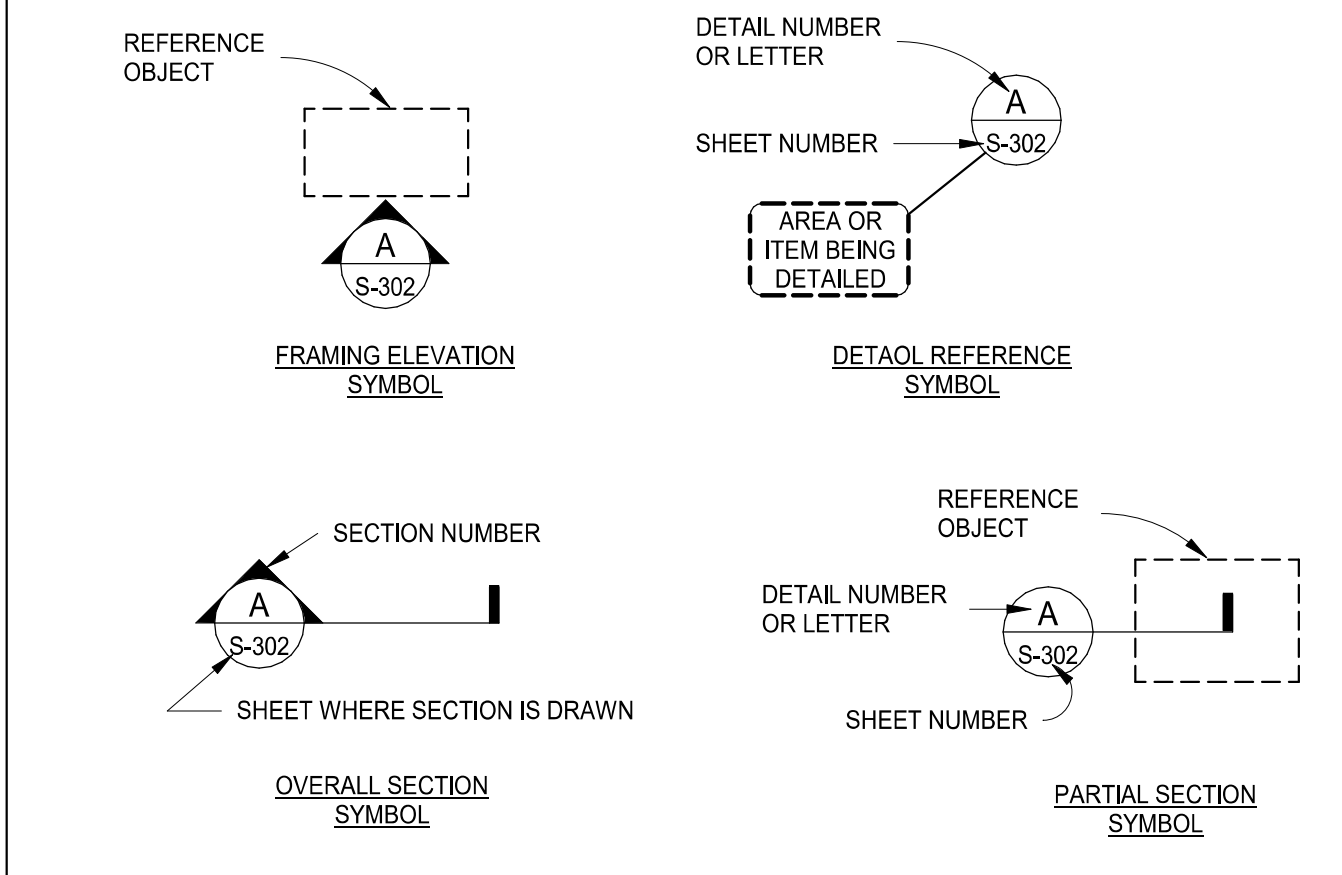 REFERENCE
OBJECT
A
S-302
FRAMING ELEVATION
SYMBOL
DETAIL NUMBER
OR LETTER
A
SHEET NUMBER
S-302
AREA OR
ITEM BEING
DETAILED
DETAOL REFERENCE
SYMBOL
SECTION NUMBER
A
S-302
SHEET WHERE SECTION IS DRAWN
OVERALL SECTION
SYMBOL
REFERENCE
OBJECT
DETAIL NUMBER
OR LETTER
A
S-302
SHEET NUMBER
PARTIAL SECTION
SYMBOL